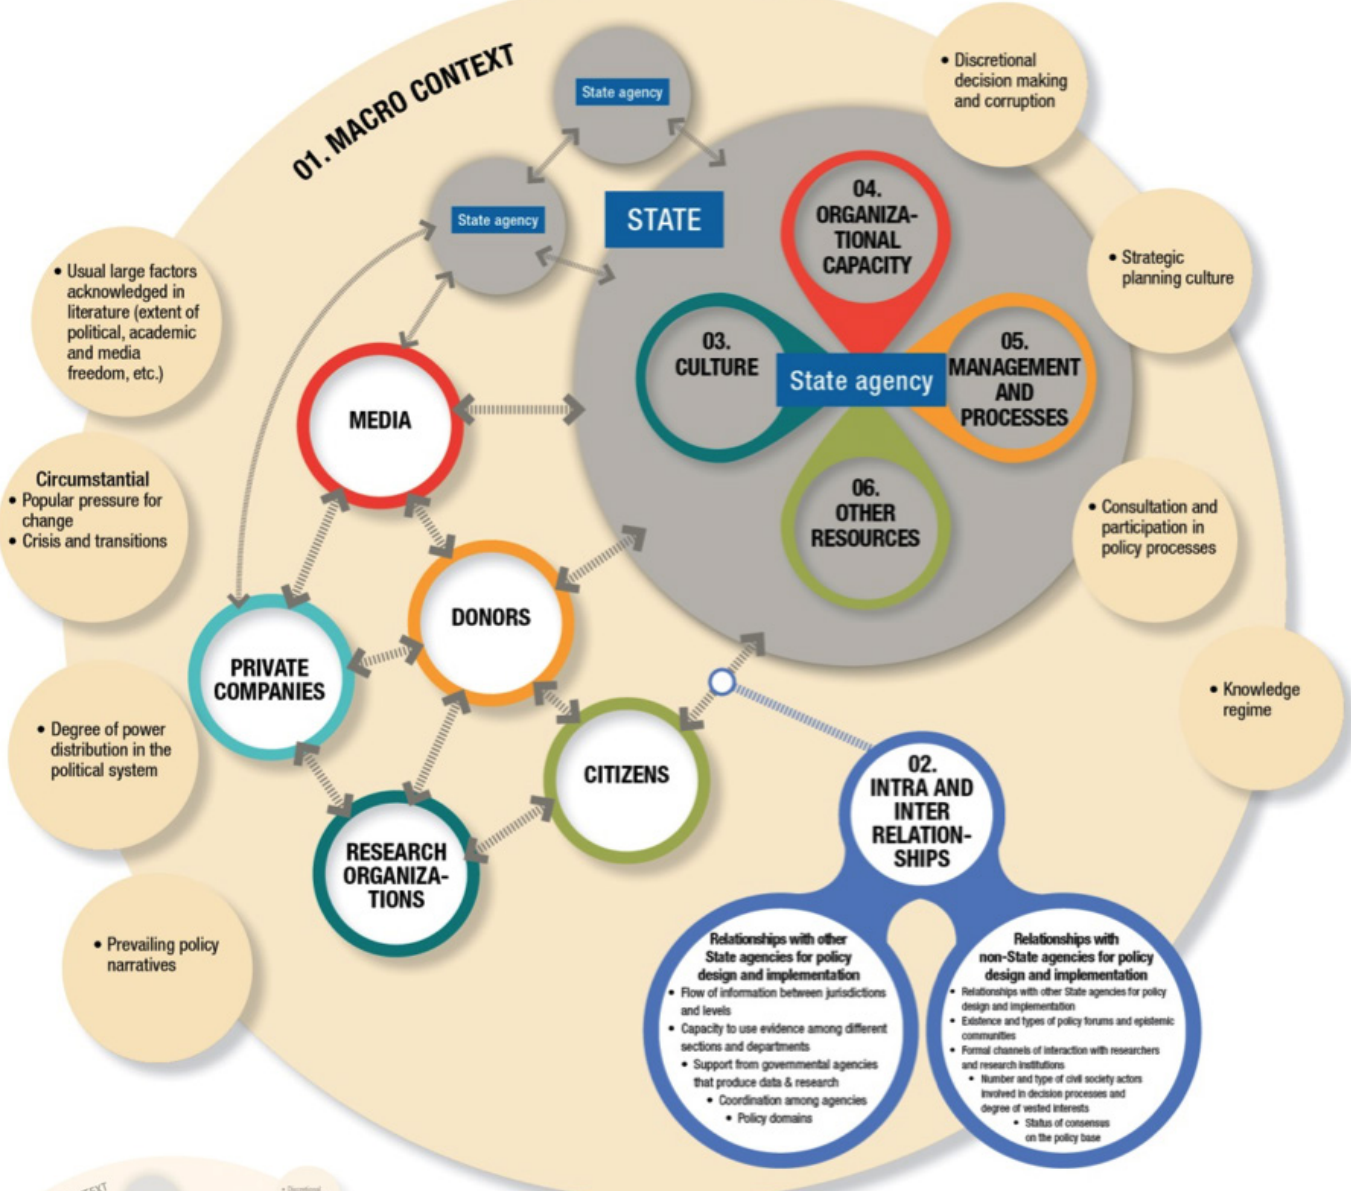 01. MACRO CONTEXT
State agency
State agency
STATE
• Discretional
decision making
and corruption
• Strategic
planning culture
• Consultation and
participation in
policy processes
• Knowledge
regime
• Usual large factors
acknowledged in
literature (extent of
political, academic
and media
freedom, etc.)
Circumstantial
• Popular pressure for
change
• Crisis and transitions
• Degree of power
distribution in the
political system
• Prevailing policy
narratives
04.
ORGANIZA-
TIONAL
CAPACITY
03.
CULTURE
State agency
05.
MANAGEMENT
AND
PROCESSES
06.
OTHER
RESOURCES
MEDIA
DONORS
PRIVATE
COMPANIES
CITIZENS
RESEARCH
ORGANIZA-
TIONS
02.
INTRA AND
INTER
RELATION-
SHIPS
Relationships with other
State agencies for policy
design and implementation
• Flow of information between jurisdictions
and levels
• Capacity to use evidence among different
sections and departments
• Support from governmental agencies
that produce data & research
• Coordination among agencies
• Policy domains
Relationships with
non-State agencies for policy
design and implementation
• Relationships with other State agencies for policy
design and implementation
• Existence and types of policy forums and epistemic
communities
• Formal channels of interaction with researchers
and research institutions
• Number and type of civil society actors
involved in decision processes and
degree of vested interests
• Status of consensus
on the policy base